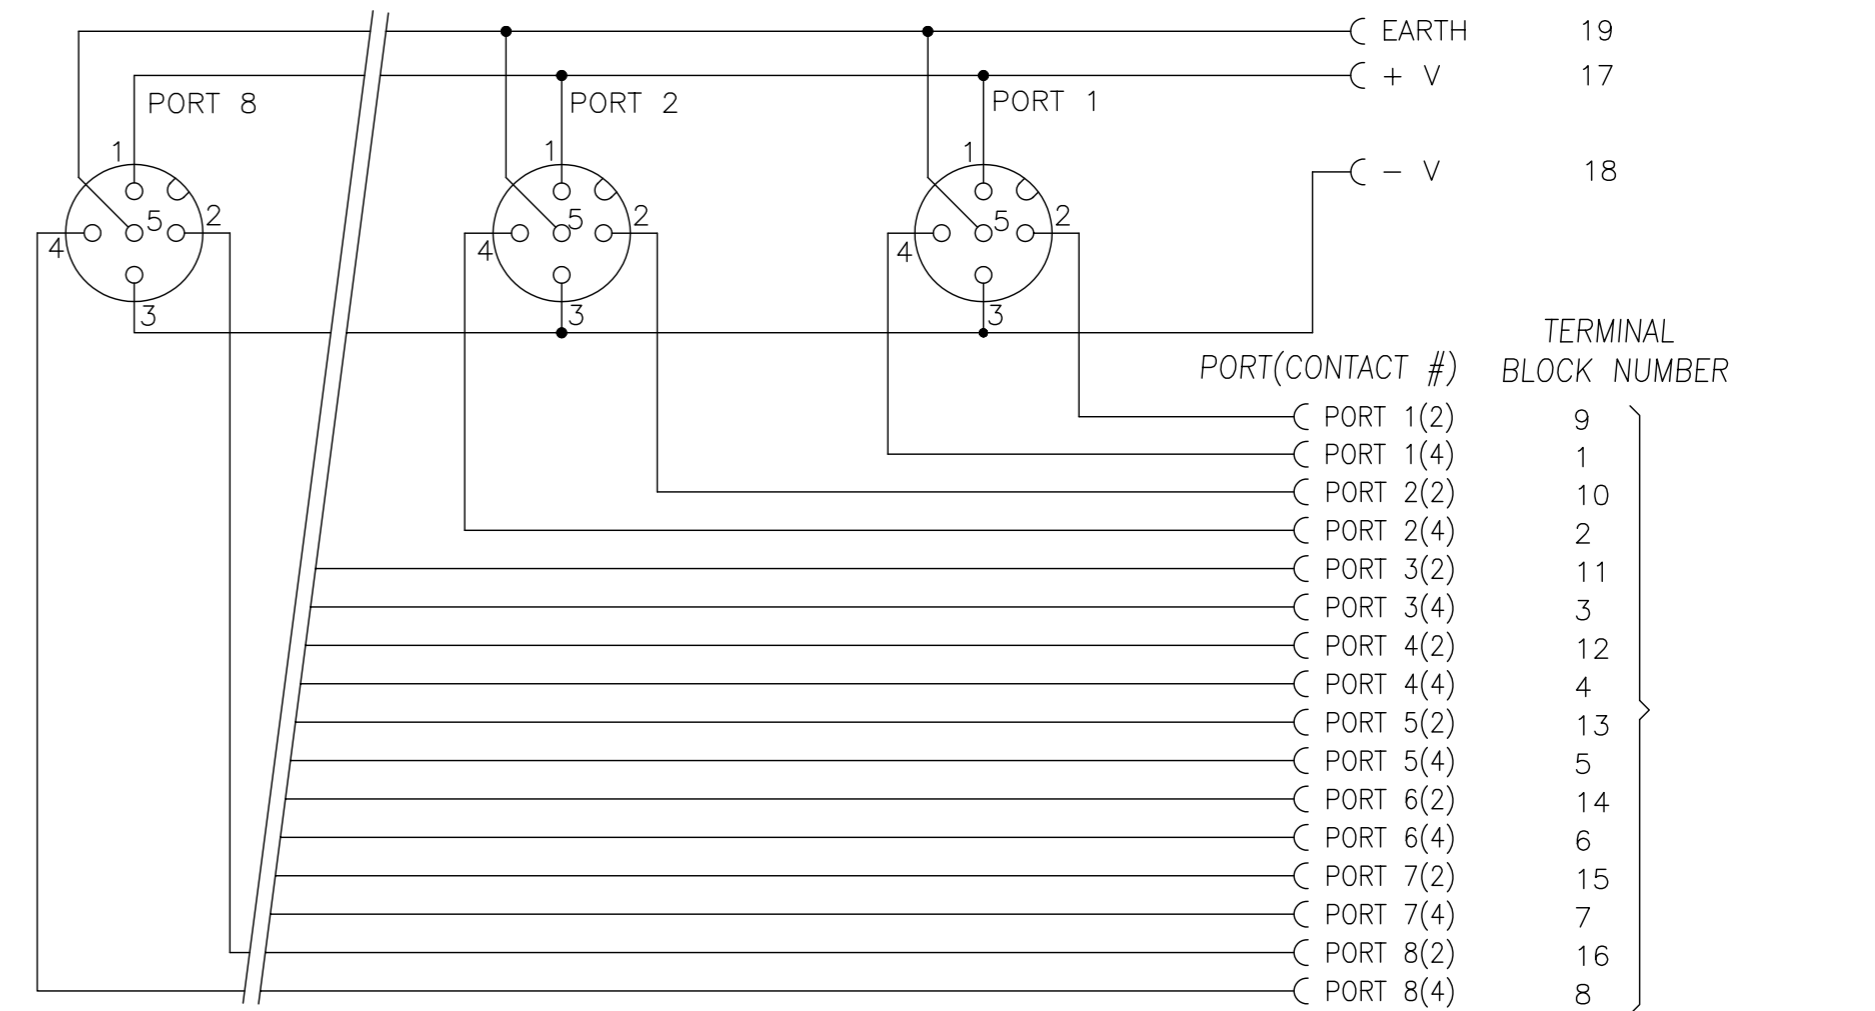 EARTH 19
+ V 17
PORT 8 PORT 2 PORT 1
1 1 1
- V 18
5 2 5 2 5 2
4 4 4
3 3 3
TERMINAL
PORT(CONTACT #) BLOCK NUMBER
PORT 1(2) 9
PORT 1(4) 1
PORT 2(2) 10
PORT 2(4) 2
PORT 3(2) 11
PORT 3(4) 3
PORT 4(2) 12
PORT 4(4) 4
PORT 5(2) 13
PORT 5(4) 5
PORT 6(2) 14
PORT 6(4) 6
PORT 7(2) 15
PORT 7(4) 7
PORT 8(2) 16
PORT 8(4) 8